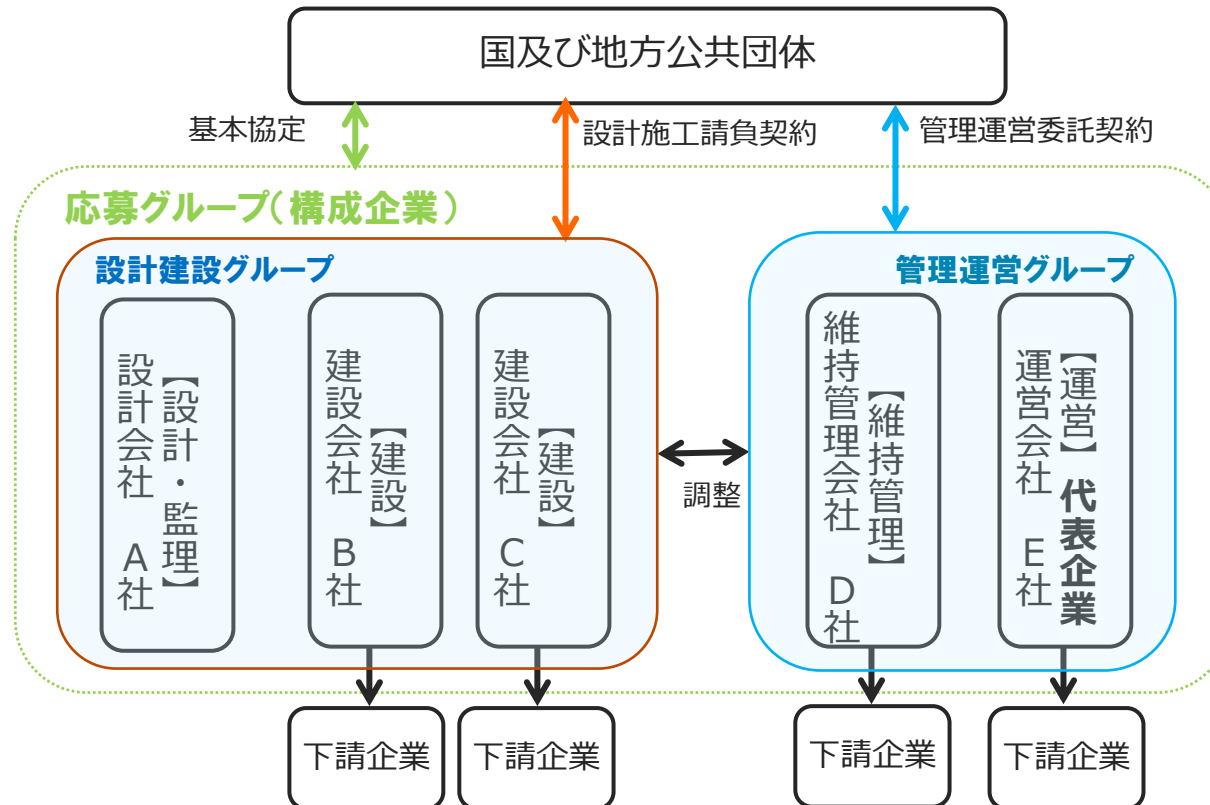 国及び地方公共団体
基本協定
設計施工請負契約
管理運営委託契約
応募グループ(構成企業)
設計建設グループ
管理運営グループ
【設計・監理】
設計会社 A社
【建設】
建設会社 B社
【建設】
建設会社 C社
調整
【維持管理】
維持管理会社 D社
【運営】代表企業
運営会社 E社
下請企業
下請企業
下請企業
下請企業